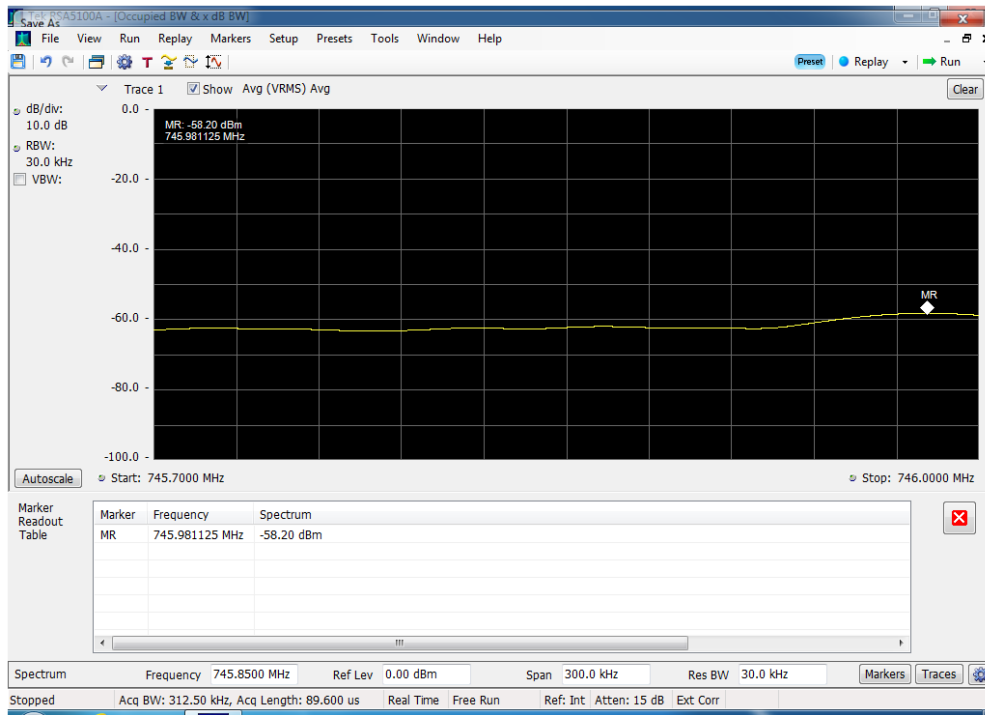 Tek RSA5100A - [Occupied BW & x dB BW]
Save As
File View Run Replay Markers Setup Presets Tools Window Help
T Preset Replay Run
Trace 1 Show Avg (VRMS) Avg Clear
dB/div:
10.0 dB
RBW:
30.0 kHz
VBW:
0.0
-20.0
-40.0
-60.0
-80.0
-100.0
MR: -58.20 dBm
745.981125 MHz
MR
Autoscale Start: 745.7000 MHz Stop: 746.0000 MHz
Marker
Readout
Table
Marker Frequency Spectrum
MR 745.981125 MHz -58.20 dBm
Spectrum Frequency 745.8500 MHz Ref Lev 0.00 dBm Span 300.0 kHz Res BW 30.0 kHz Markers Traces
Stopped Acq BW: 312.50 kHz, Acq Length: 89.600 us Real Time Free Run Ref: Int Atten: 15 dB Ext Corr